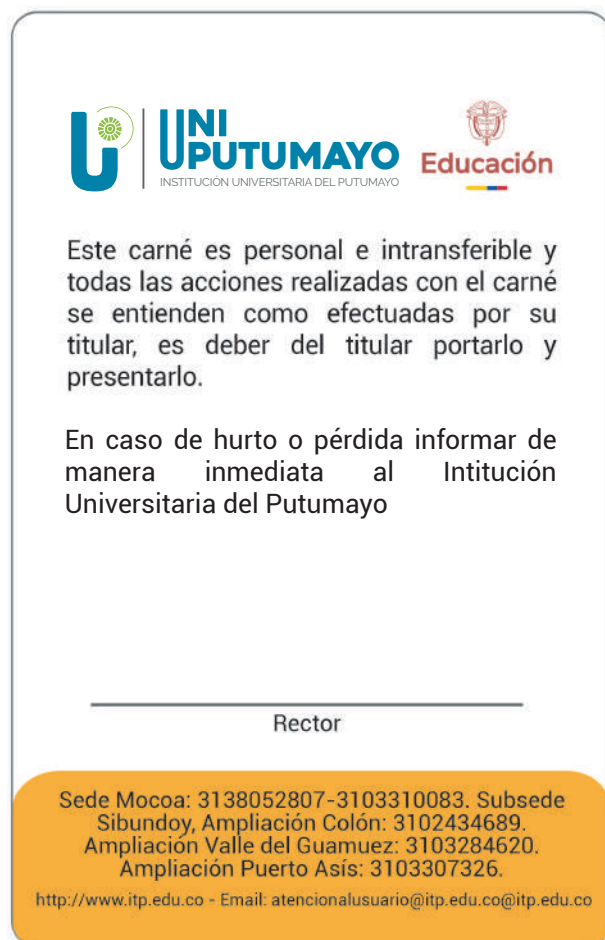 UNI
PUTUMAYO
INSTITUCIÓN UNIVERSITARIA DEL PUTUMAYO
Educación
Este carné es personal e intransferible y
todas las acciones realizadas con el carné
se entienden como efectuadas por su
titular, es deber del titular portarlo y
presentarlo.
En caso de hurto o pérdida informar de
manera inmediata al Intitución
Universitaria del Putumayo
Rector
Sede Mocoa: 3138052807-3103310083. Subsede
Sibundoy, Ampliación Colón: 3102434689.
Ampliación Valle del Guamuez: 3103284620.
Ampliación Puerto Asís: 3103307326.
http://www.itp.edu.co - Email: atencionalusuario@itp.edu.co@itp.edu.co